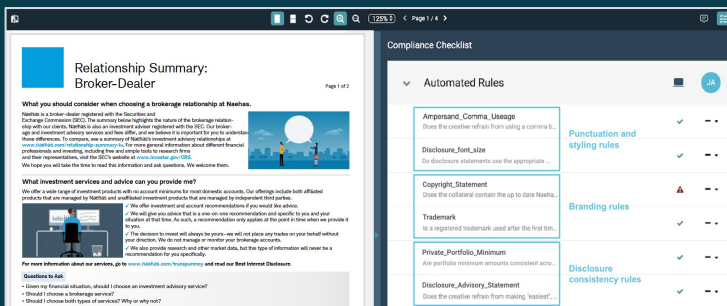 125%
Page 1 / 4
Relationship Summary:
Broker-Dealer
Page 1 of 2
What you should consider when choosing a brokerage relationship at Naehas.
Naehas is a broker-dealer registered with the Securities and
Exchange Commission (SEC). The summary below highlights the nature of the brokerage relation-
ship with our clients. Naehas is also an investment adviser registered with the SEC. Our broker-
age and investment advisory services and fees differ, and we believe it is important for you to understand
those differences. To compare, see a summary of Naehas's investment advisory relationships at
www.naehas.com/relationship-summary-ia. For more general information about different financial
professionals and investing, including free and simple tools to research firms
and their representatives, visit the SEC's website at www.investor.gov/CRS.
We hope you will take the time to read this information and ask questions. We welcome them.
What investment services and advice can you provide me?
We offer a wide range of investment products with no account minimums for most domestic accounts. Our offerings include both affiliated
products that are managed by Naehas and unaffiliated investment products that are managed by independent third parties.
✓ We offer investment and account recommendations if you would like advice.
✓ We will give you advice that is a one-on-one recommendation and specific to you and your
situation at that time. As such, a recommendation only applies at the point in time when we provide it
to you.
✓ The decision to invest will always be yours—we will not place any trades on your behalf without
your direction. We do not manage or monitor your brokerage accounts.
✓ We also provide research and other market data, but this type of information will never be a
recommendation for you specifically.
For more information about our services, go to www.naehas.com/transparency and read our Best Interest Disclosure.
Questions to Ask
• Given my financial situation, should I choose an investment advisory service?
• Should I choose a brokerage service?
• Should I choose both types of services? Why or why not?
Compliance Checklist
Automated Rules
JA
Ampersand_Comma_Useage
Does the creative refrain from using a comma b...
Disclosure_font_size
Do disclosure statements use the appropriate ...
Punctuation and
styling rules
Copyright_Statement
Does the collateral contain the up to date Naeha...
Trademark
Is a registered trademark used after the first tim...
Branding rules
Private_Portfolio_Minimum
Are portfolio minimum amounts consistent acro...
Disclosure_Advisory_Statement
Does the creative refrain from making "easiest", ...
Disclosure
consistency rules